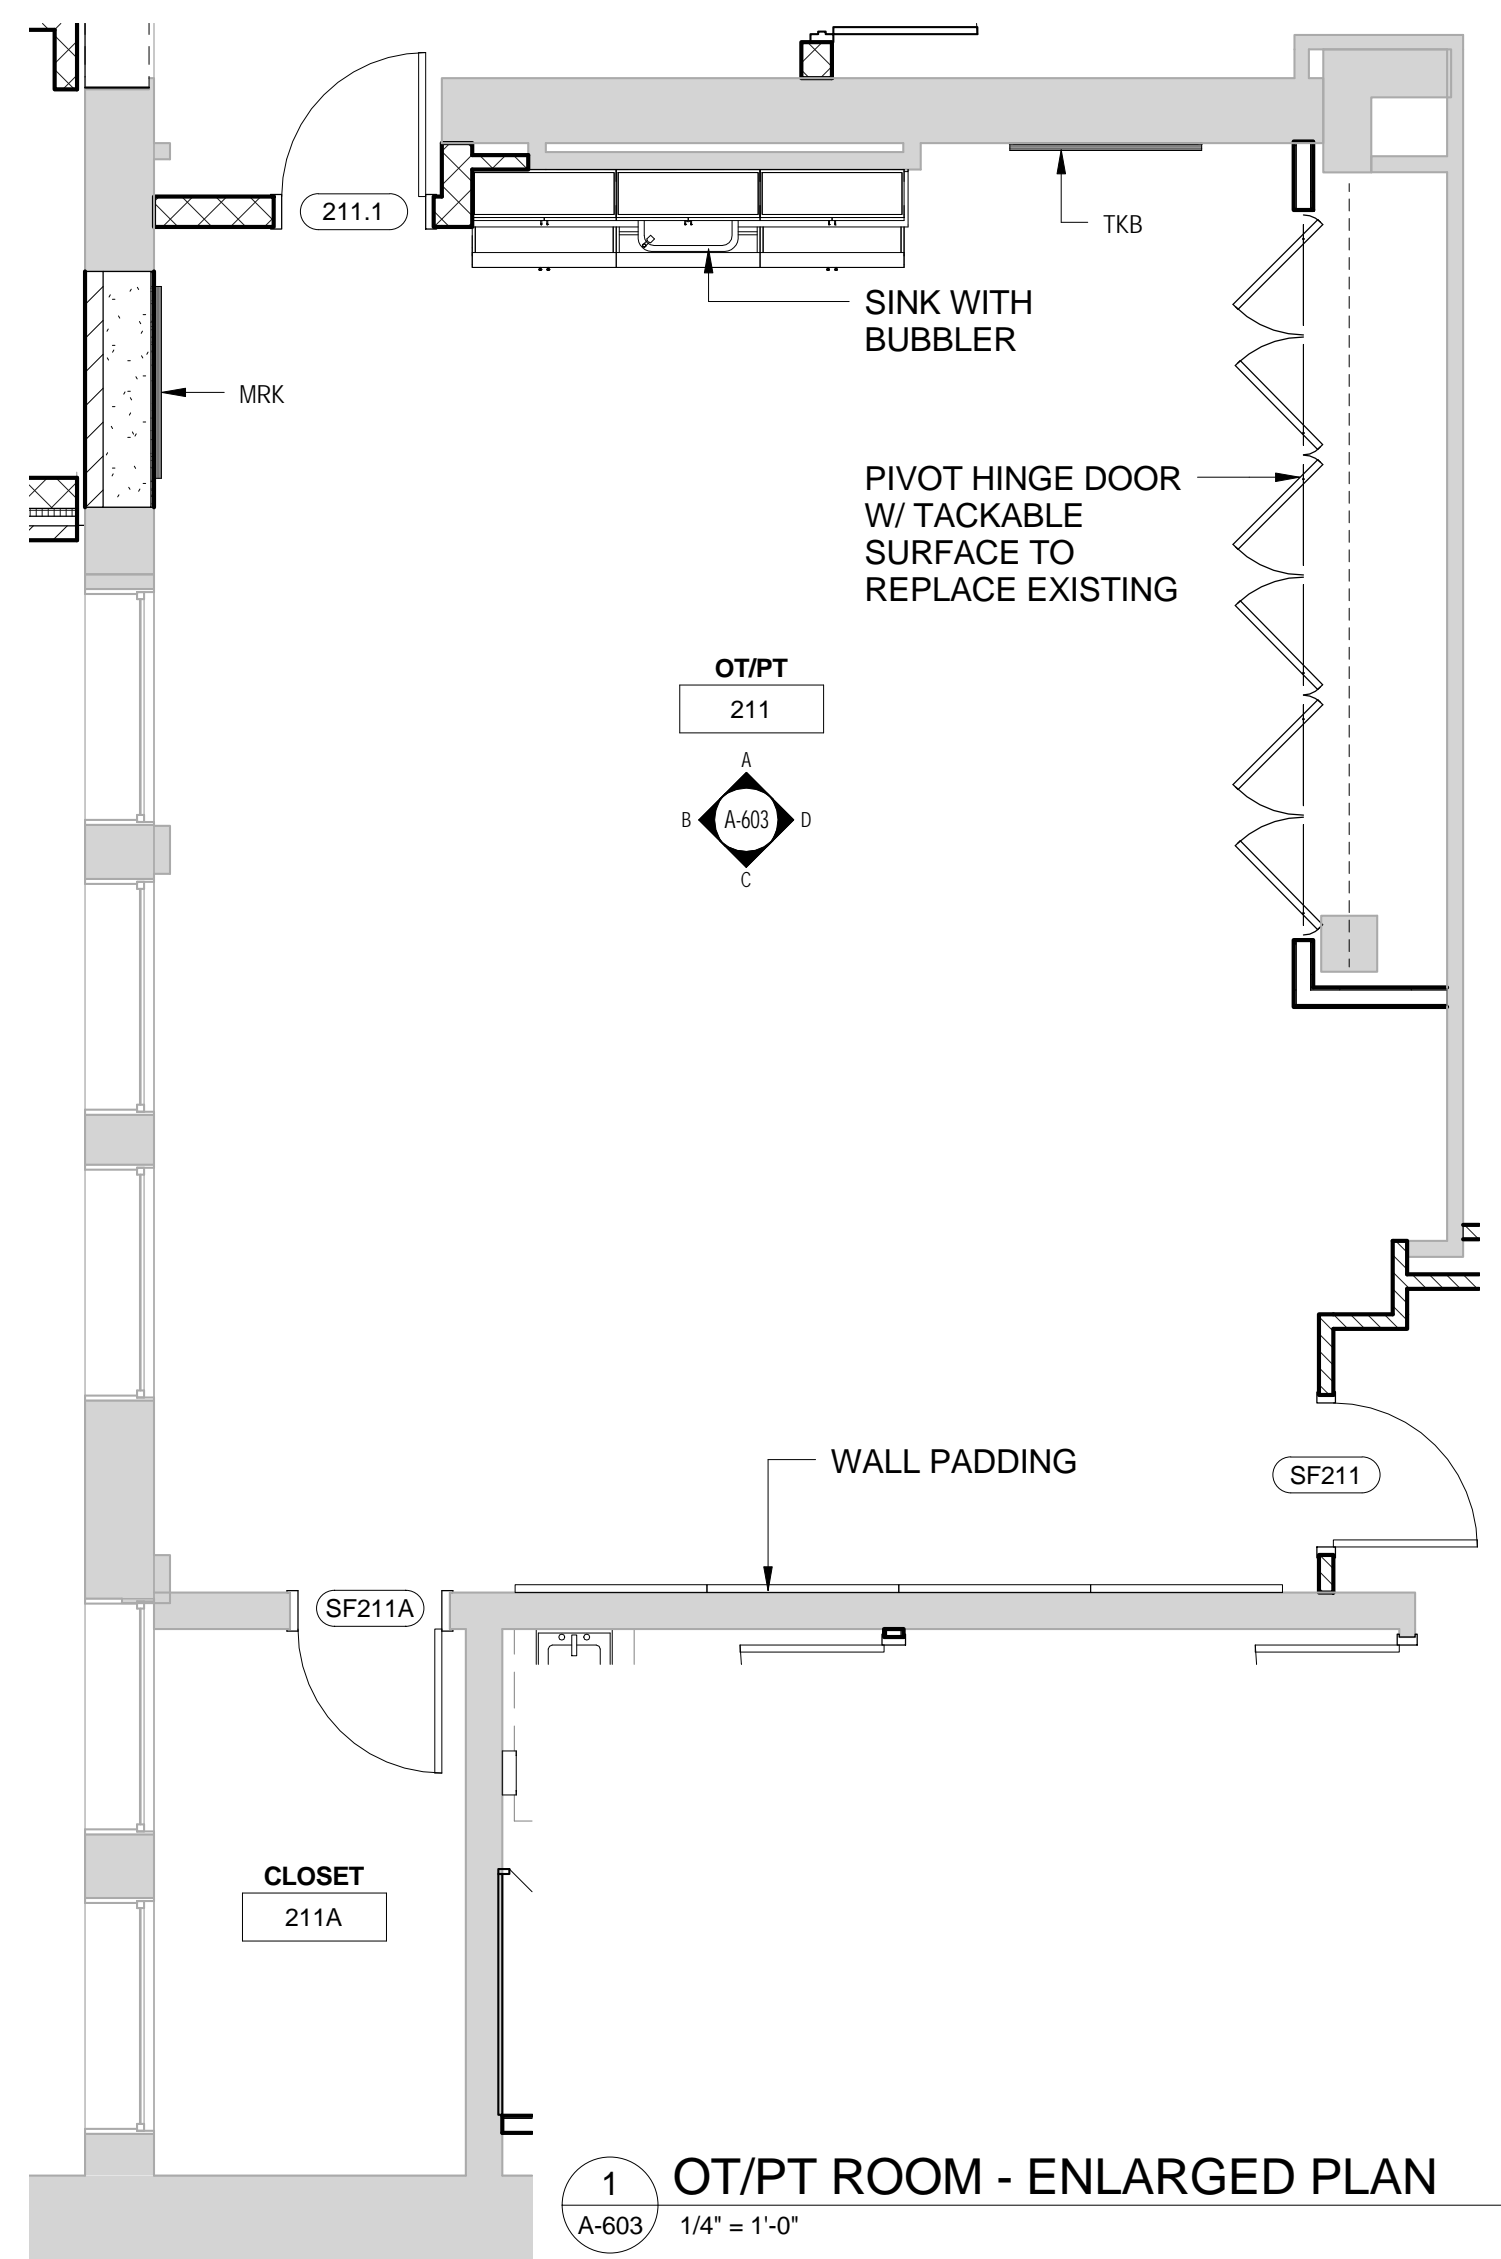 211.1
TKB
SINK WITH
BUBBLER
MRK
PIVOT HINGE DOOR
W/ TACKABLE
SURFACE TO
REPLACE EXISTING
OT/PT
211
A
B A-603 D
C
WALL PADDING
SF211
SF211A
CLOSET
211A
1 OT/PT ROOM - ENLARGED PLAN
A-603 1/4" = 1'-0"